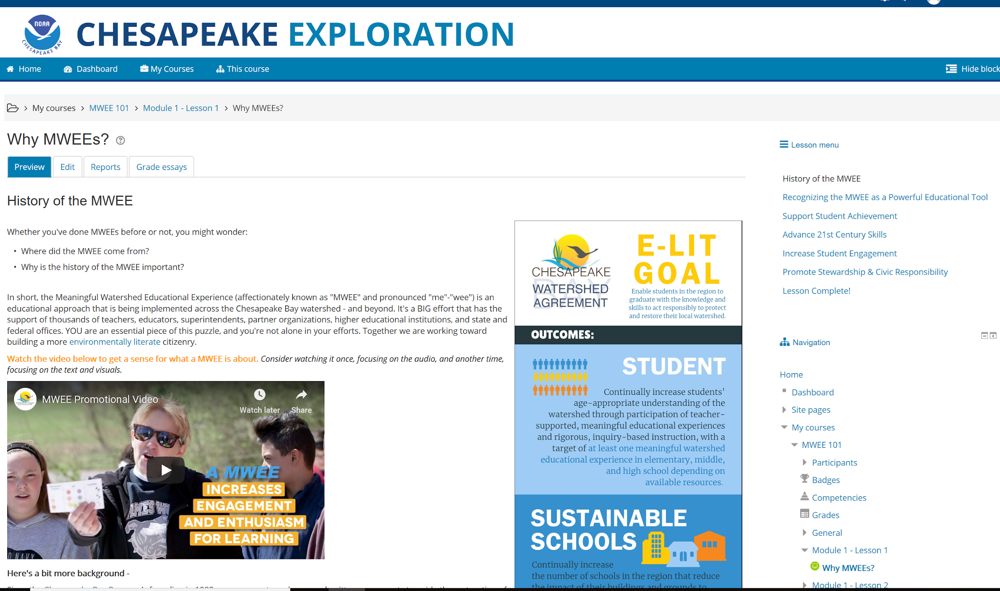 NOAA
CHESAPEAKE BAY
CHESAPEAKE EXPLORATION
Home
Dashboard
My Courses
This course
Hide block
My courses > MWEE 101 > Module 1 - Lesson 1 > Why MWEEs?
Why MWEEs?
Preview
Edit
Reports
Grade essays
History of the MWEE
Whether you've done MWEEs before or not, you might wonder:
• Where did the MWEE come from?
• Why is the history of the MWEE important?
In short, the Meaningful Watershed Educational Experience (affectionately known as "MWEE" and pronounced "me"-"wee") is an
educational approach that is being implemented across the Chesapeake Bay watershed - and beyond. It's a BIG effort that has the
support of thousands of teachers, educators, superintendents, partner organizations, higher educational institutions, and state and
federal offices. YOU are an essential piece of this puzzle, and you're not alone in your efforts. Together we are working toward
building a more environmentally literate citizenry.
Watch the video below to get a sense for what a MWEE is about. Consider watching it once, focusing on the audio, and another time,
focusing on the text and visuals.
MWEE Promotional Video
Watch later
Share
A MWEE
INCREASES
ENGAGEMENT
AND ENTHUSIASM
FOR LEARNING
Here's a bit more background -
CHESAPEAKE
BAY
WATERSHED
AGREEMENT
E-LIT
GOAL
Enable students in the region to
graduate with the knowledge and
skills to act responsibly to protect
and restore their local watershed.
OUTCOMES:
STUDENT
Continually increase students'
age-appropriate understanding of the
watershed through participation of teacher-
supported, meaningful educational experiences
and rigorous, inquiry-based instruction, with a
target of at least one meaningful watershed
educational experience in elementary, middle,
and high school depending on
available resources.
SUSTAINABLE
SCHOOLS
Continually increase
the number of schools in the region that reduce
the impact of their buildings and grounds to
Lesson menu
History of the MWEE
Recognizing the MWEE as a Powerful Educational Tool
Support Student Achievement
Advance 21st Century Skills
Increase Student Engagement
Promote Stewardship & Civic Responsibility
Lesson Complete!
Navigation
Home
Dashboard
Site pages
My courses
MWEE 101
Participants
Badges
Competencies
Grades
General
Module 1 - Lesson 1
Why MWEEs?
Module 1 - Lesson 2